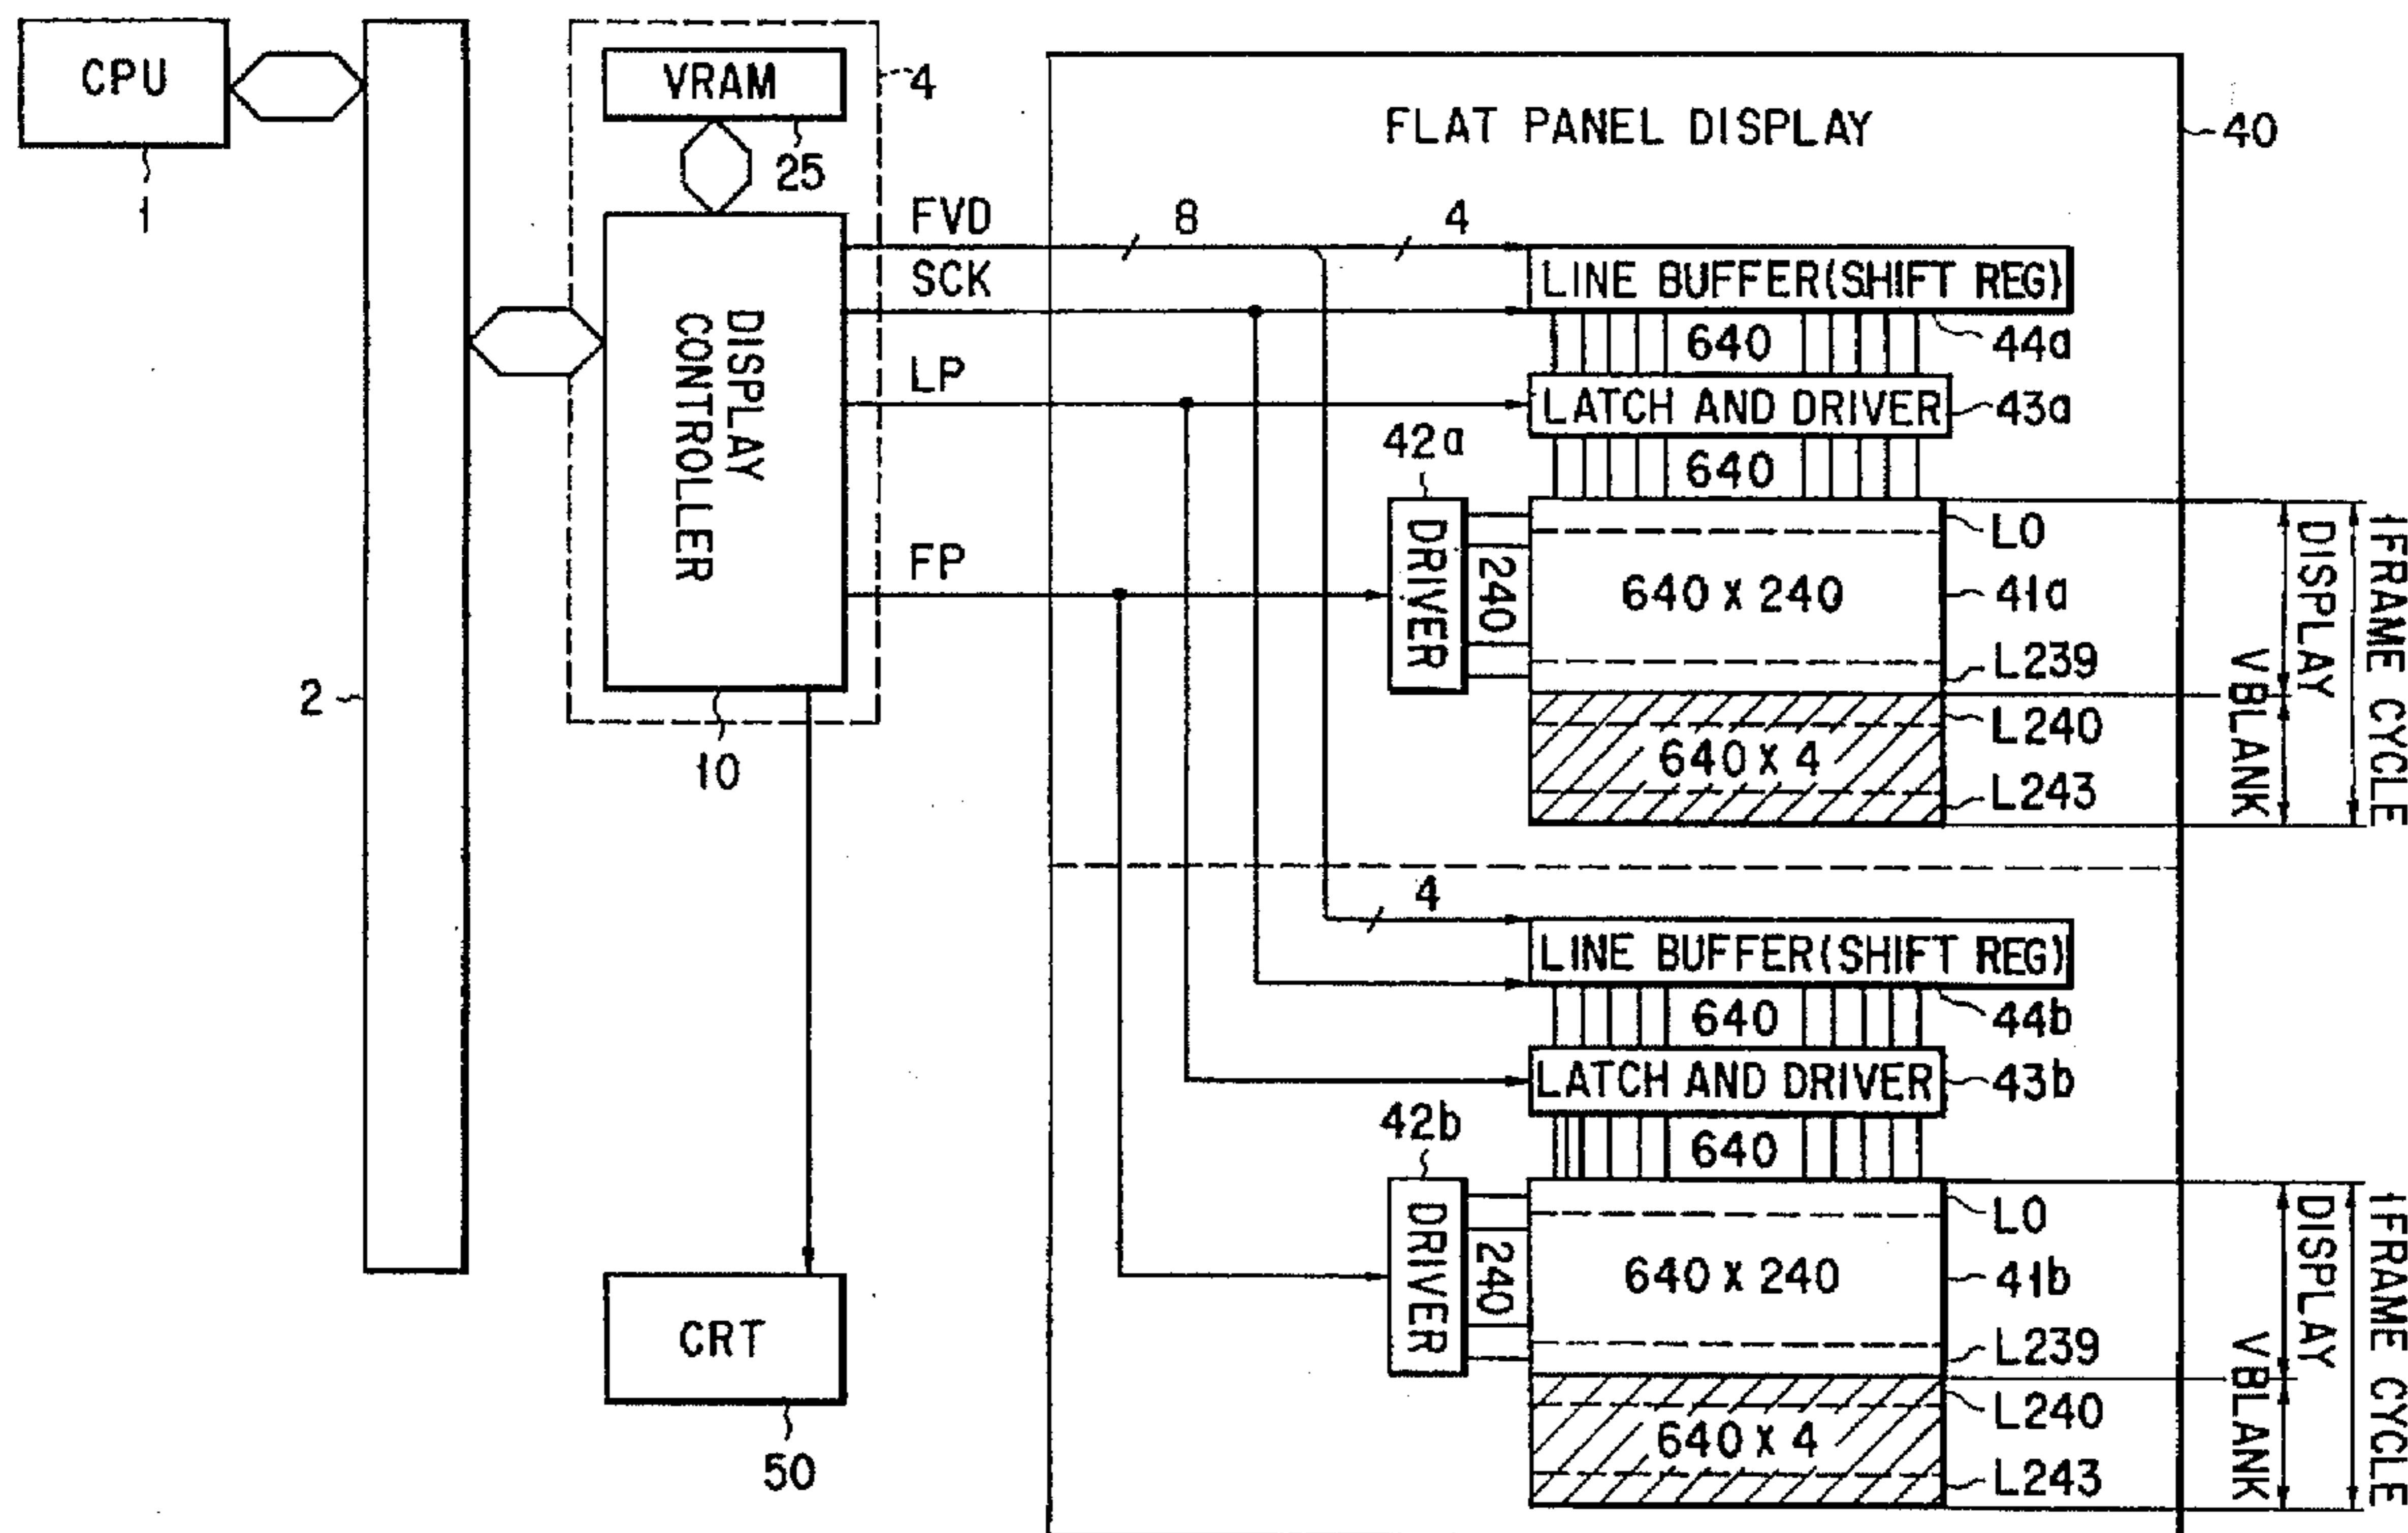 CPU
1
2
VRAM
4
25
DISPLAY
CONTROLLER
10
CRT
50
FVD
SCK
LP
FP
8
4
FLAT PANEL DISPLAY
40
LINE BUFFER(SHIFT REG)
640
44a
LATCH AND DRIVER
43a
42a
640
DRIVER
240
640 X 240
L0
41a
L239
640 X 4
L240
L243
DISPLAY
V BLANK
1FRAME CYCLE
4
LINE BUFFER(SHIFT REG)
640
44b
LATCH AND DRIVER
43b
42b
640
DRIVER
240
640 X 240
L0
41b
L239
640 X 4
L240
L243
DISPLAY
V BLANK
1FRAME CYCLE